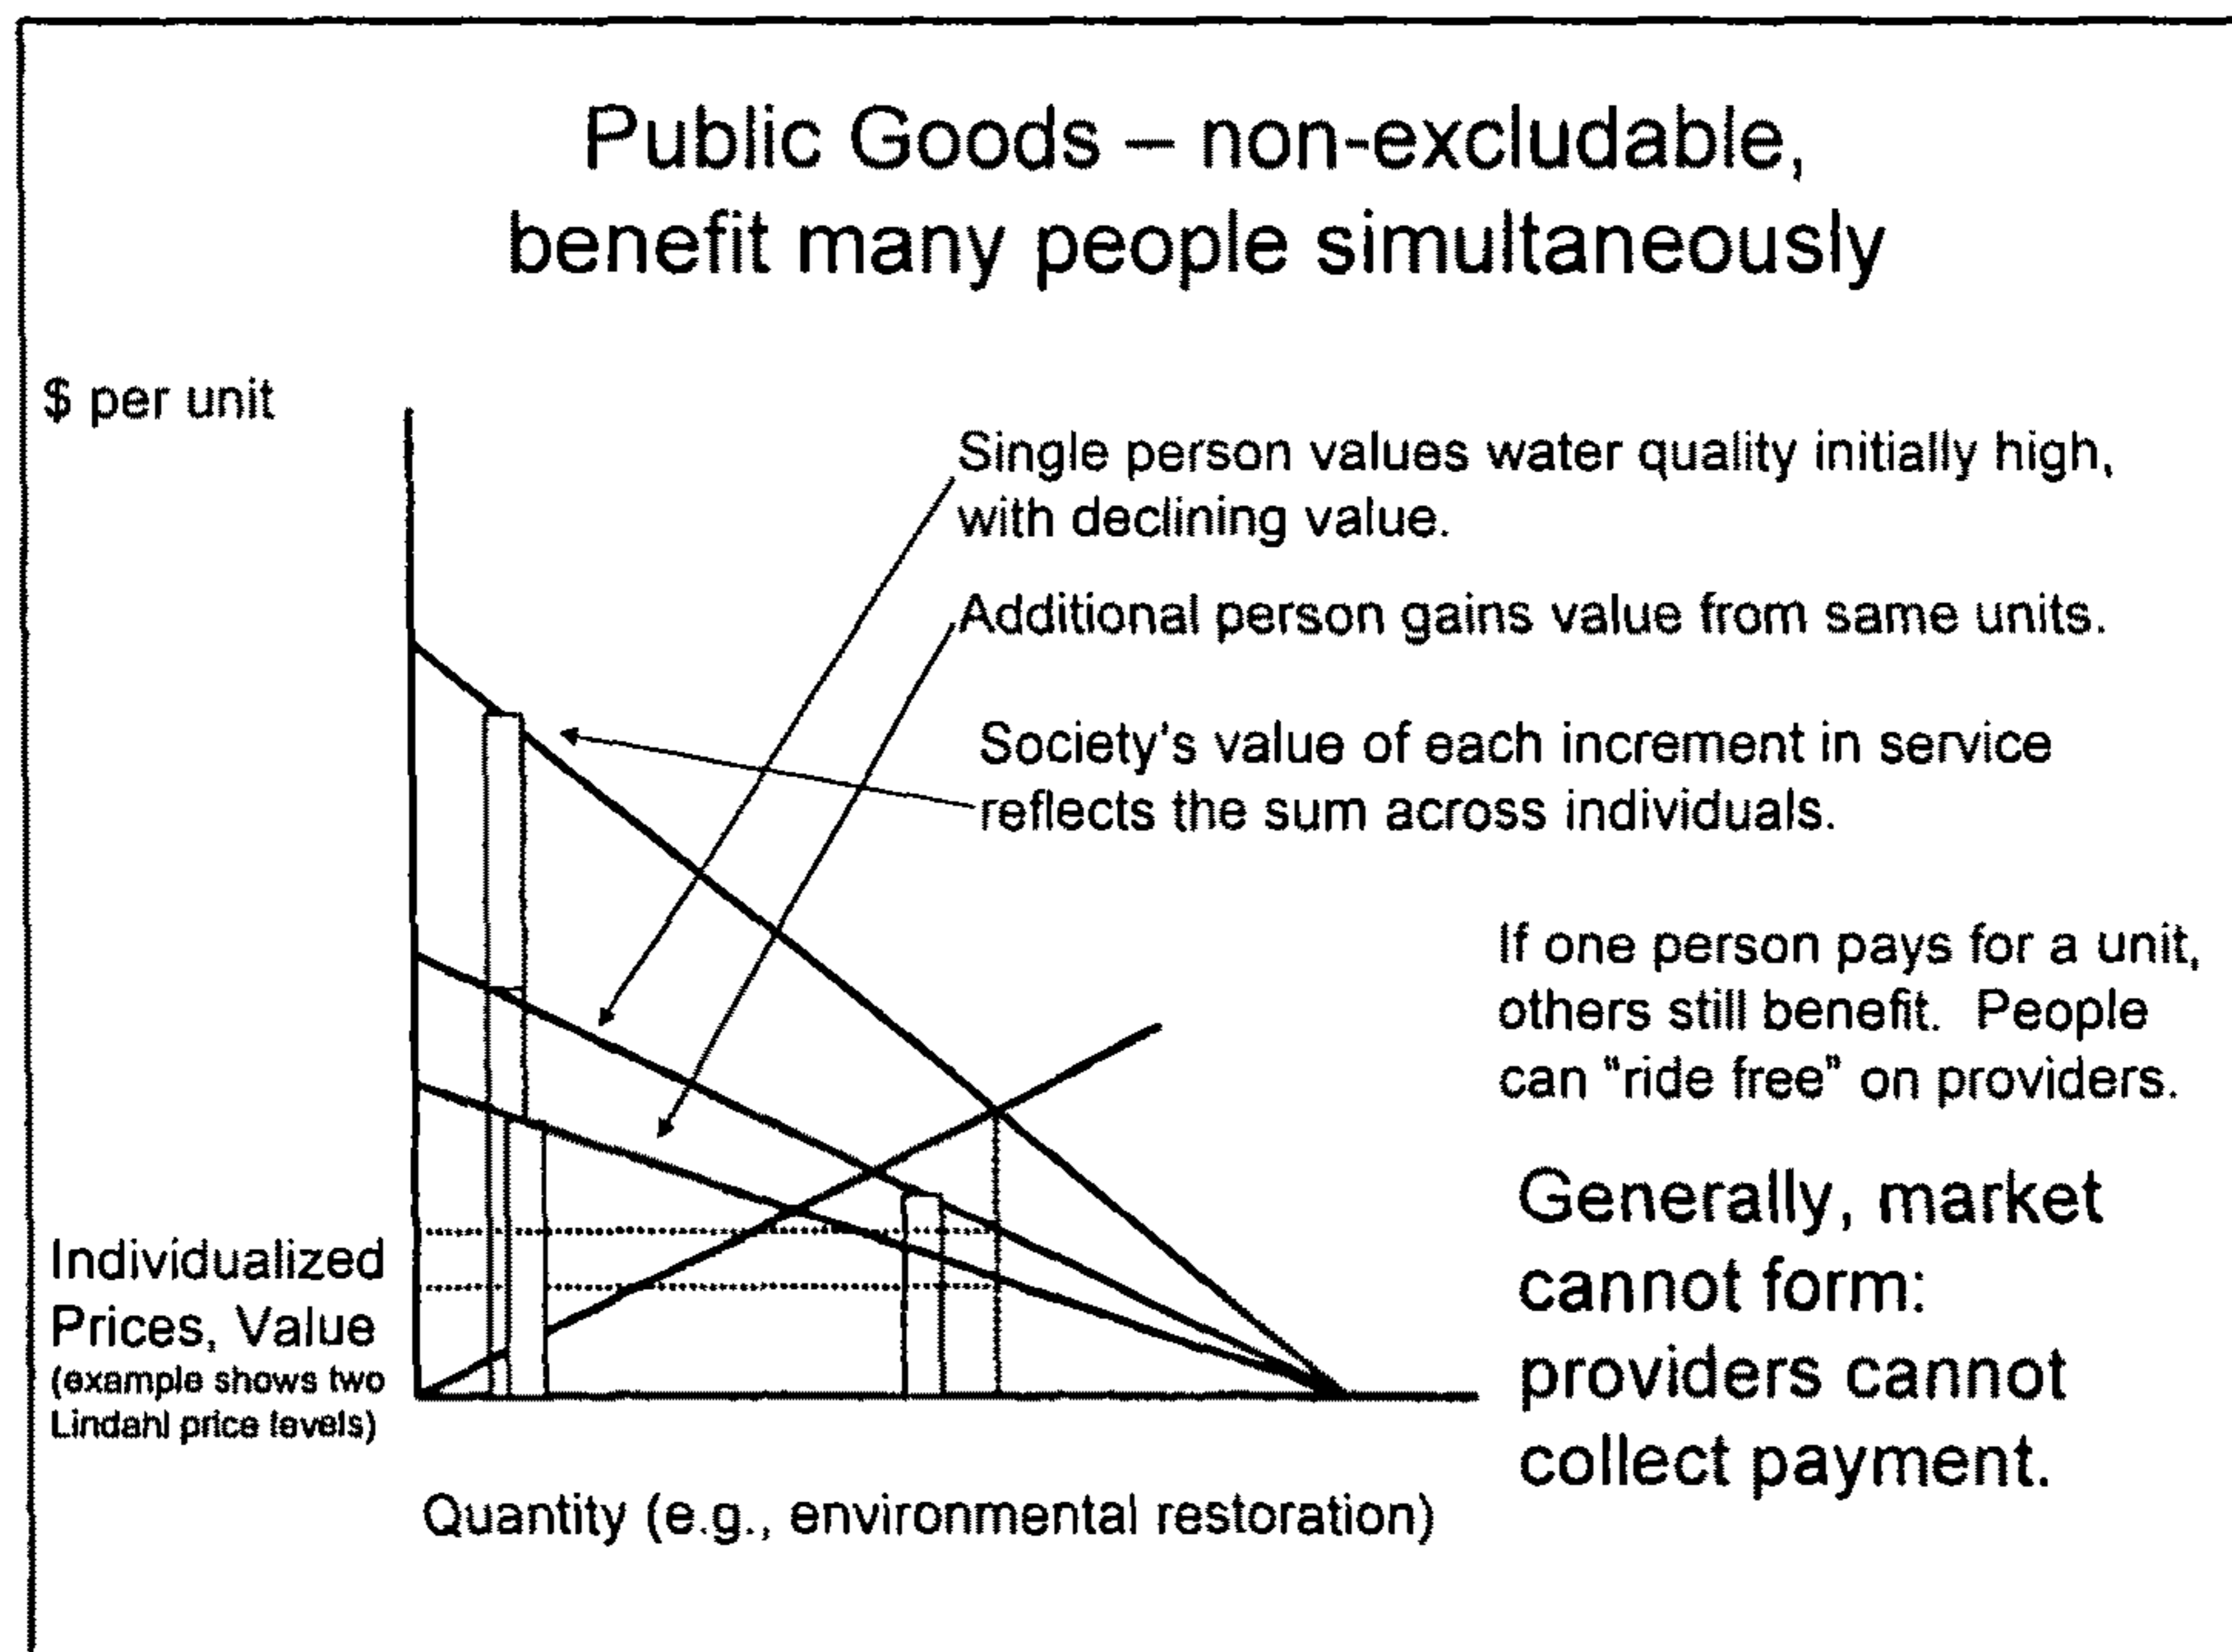 Public Goods – non-excludable,
benefit many people simultaneously
$ per unit
Single person values water quality initially high,
with declining value.
Additional person gains value from same units.
Society's value of each increment in service
reflects the sum across individuals.
If one person pays for a unit,
others still benefit. People
can “ride free” on providers.
Generally, market
cannot form:
providers cannot
collect payment.
Individualized
Prices, Value
(example shows two
Lindahl price levels)
Quantity (e.g., environmental restoration)